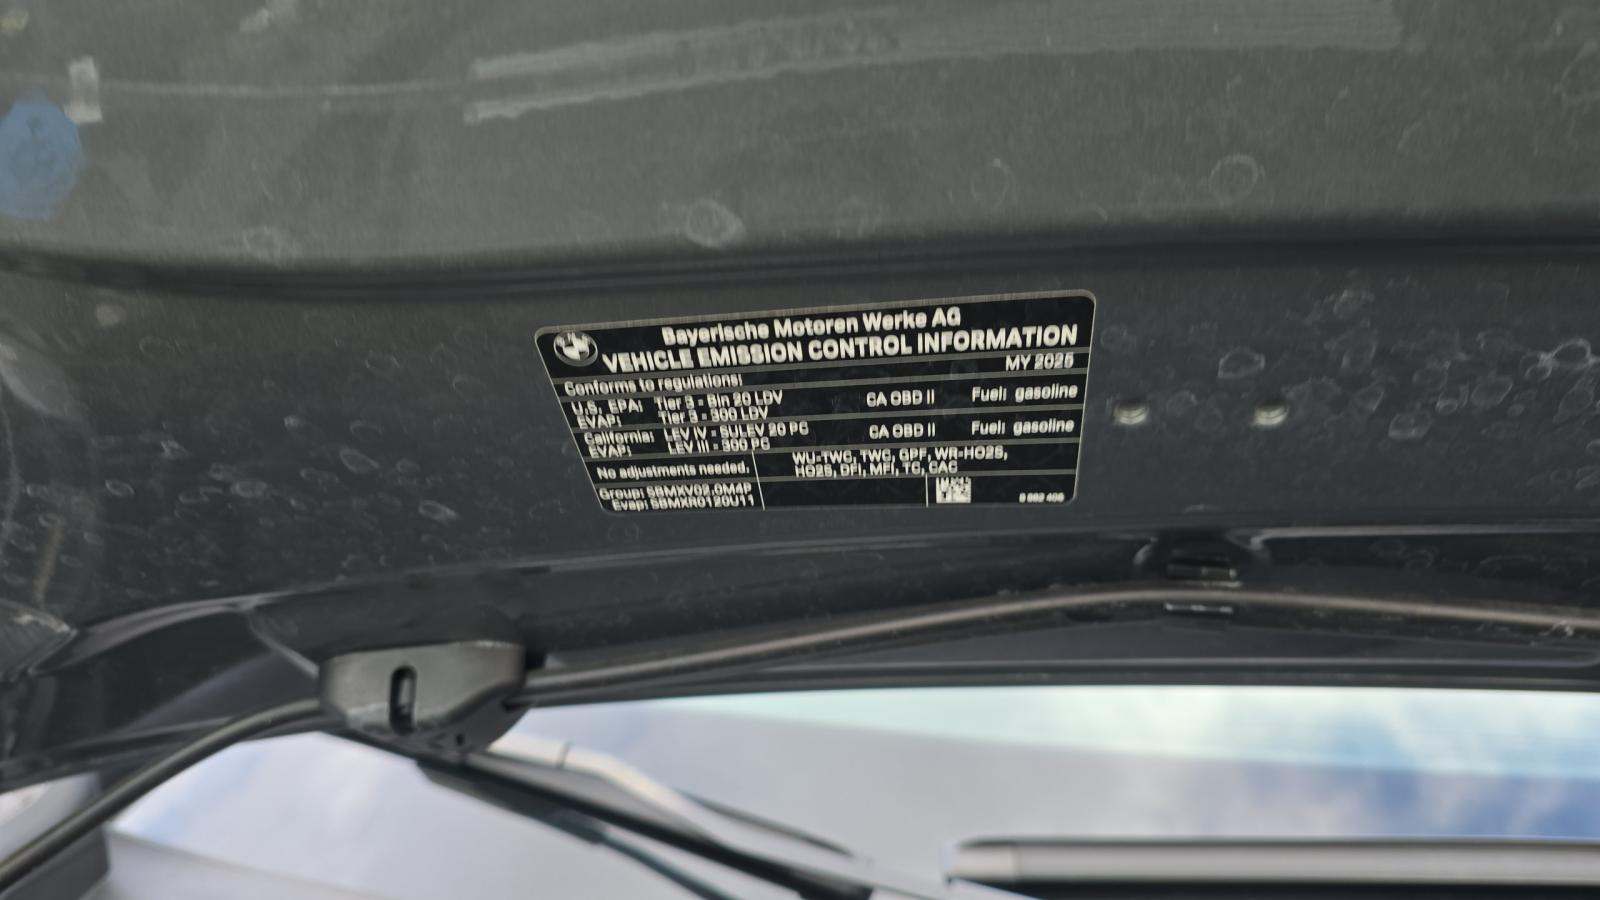 Bayerische Motoren Werke AG
VEHICLE EMISSION CONTROL INFORMATION
MY 2025
Conforms to regulations:
U.S. EPA: Tier 3 - Bin 20 LDV CA OBD II Fuel: gasoline
EVAP: Tier 3 - 300 LDV
California: LEV IV - SULEV 20 PC CA OBD II Fuel: gasoline
EVAP: LEV III - 300 PC
No adjustments needed.
WU-TWC, TWC, GPF, WR-HO2S,
HO2S, DFI, MFI, TC, CAC
Group: SBMXV02.0M4P
Evap: SBMXR0120U11